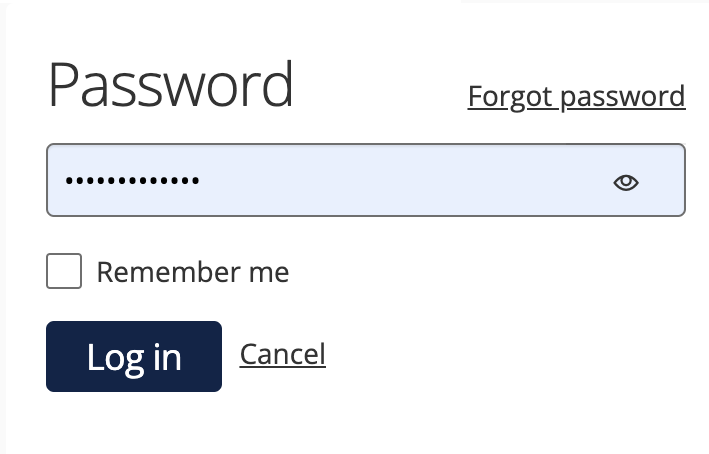 Password
Forgot password
•••••••••••••
Remember me
Log in
Cancel